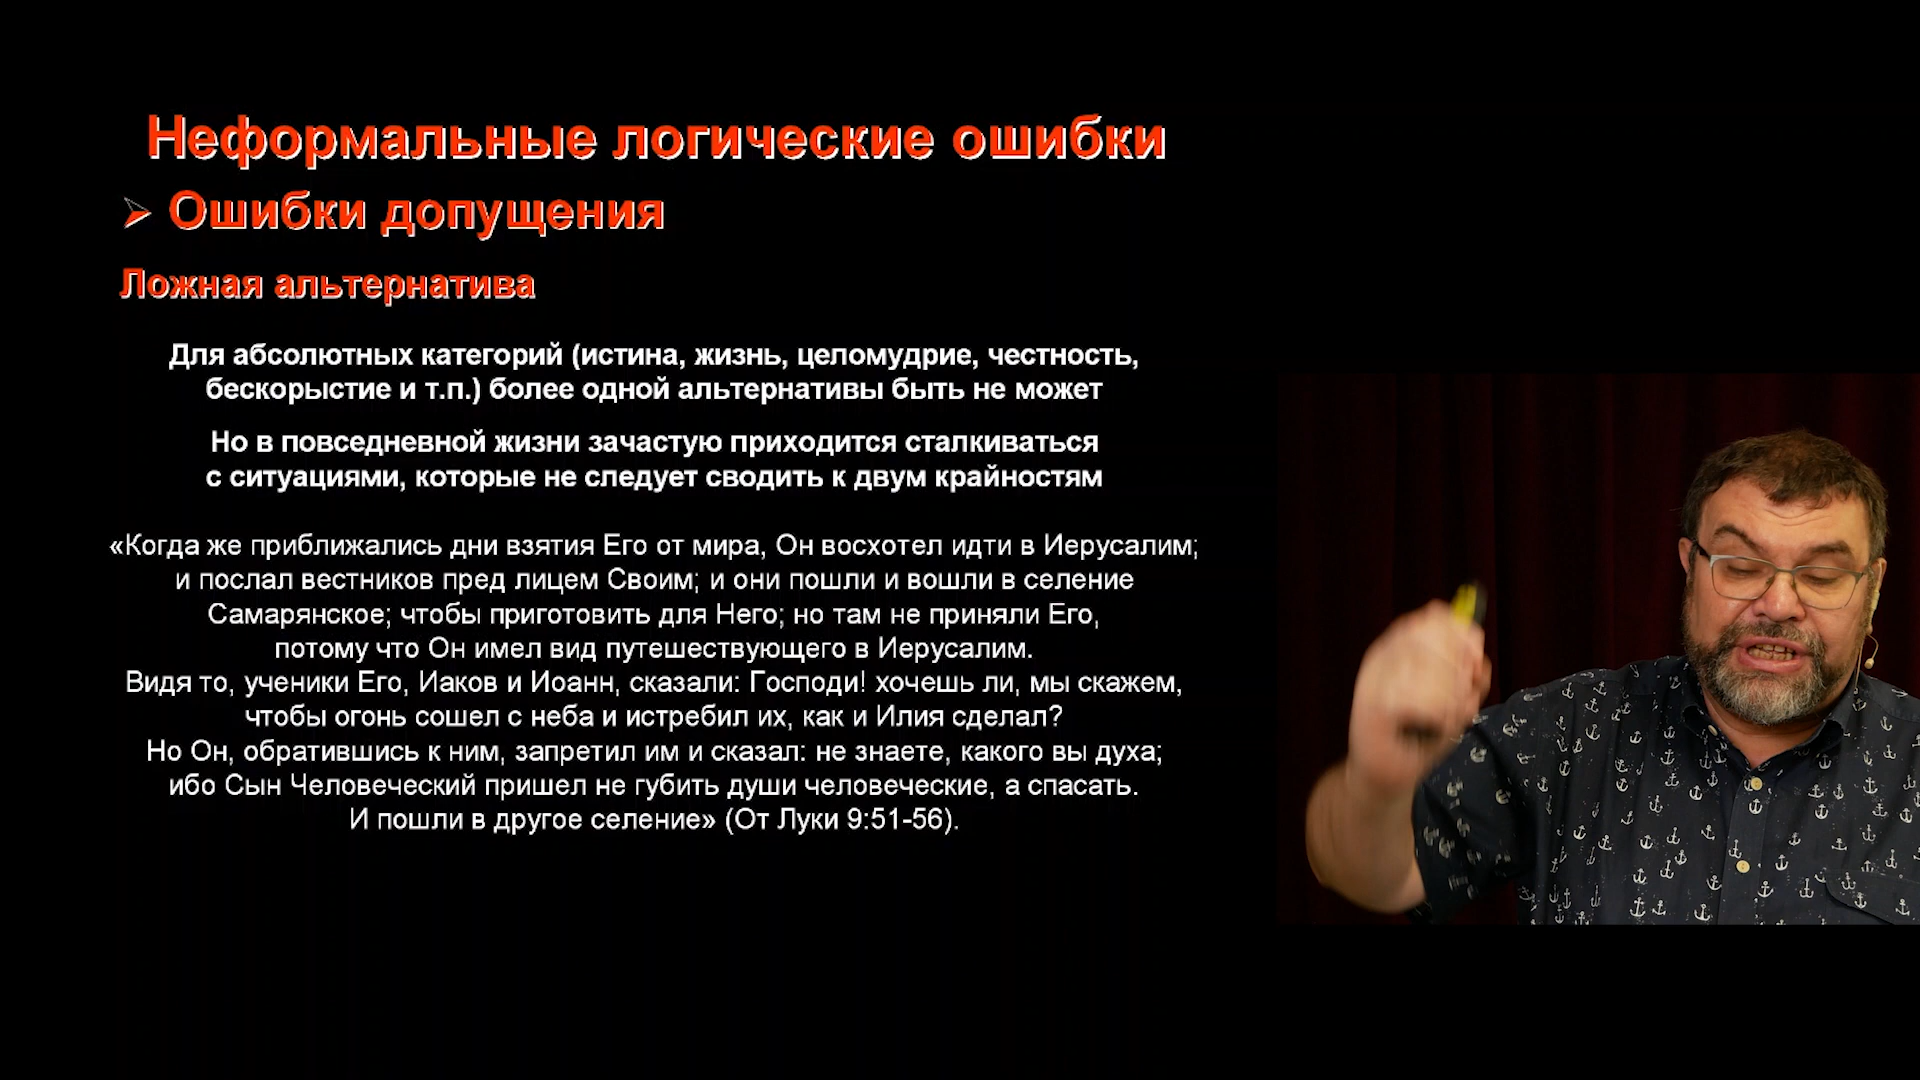 Неформальные логические ошибки
Ошибки допущения
Ложная альтернатива
Для абсолютных категорий (истина, жизнь, целомудрие, честность,
бескорыстие и т.п.) более одной альтернативы быть не может
Но в повседневной жизни зачастую приходится сталкиваться
с ситуациями, которые не следует сводить к двум крайностям
«Когда же приближались дни взятия Его от мира, Он восхотел идти в Иерусалим;
и послал вестников пред лицем Своим; и они пошли и вошли в селение
Самарянское; чтобы приготовить для Него; но там не приняли Его,
потому что Он имел вид путешествующего в Иерусалим.
Видя то, ученики Его, Иаков и Иоанн, сказали: Господи! хочешь ли, мы скажем,
чтобы огонь сошел с неба и истребил их, как и Илия сделал?
Но Он, обратившись к ним, запретил им и сказал: не знаете, какого вы духа;
ибо Сын Человеческий пришел не губить души человеческие, а спасать.
И пошли в другое селение» (От Луки 9:51-56).